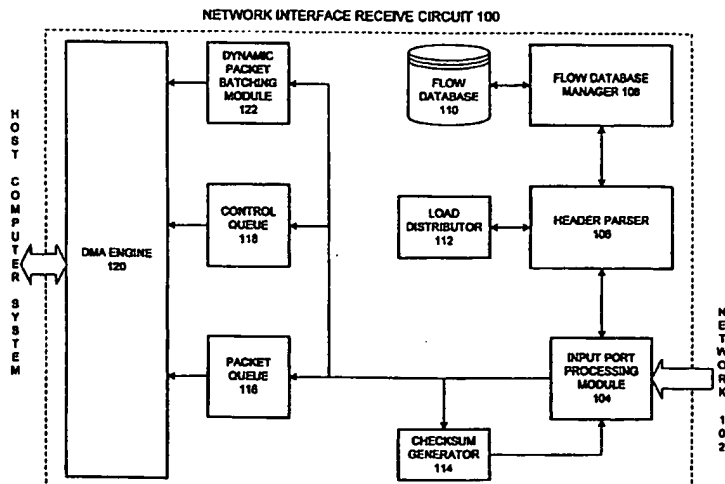 NETWORK INTERFACE RECEIVE CIRCUIT 100
DYNAMIC
PACKET
BATCHING
MODULE
122
FLOW
DATABASE
110
FLOW DATABASE
MANAGER 108
HOST COMPUTER SYSTEM
DMA ENGINE
120
CONTROL
QUEUE
118
LOAD
DISTRIBUTOR
112
HEADER PARSER
106
PACKET
QUEUE
116
INPUT PORT
PROCESSING
MODULE
104
NETWORK 102
CHECKSUM
GENERATOR
114